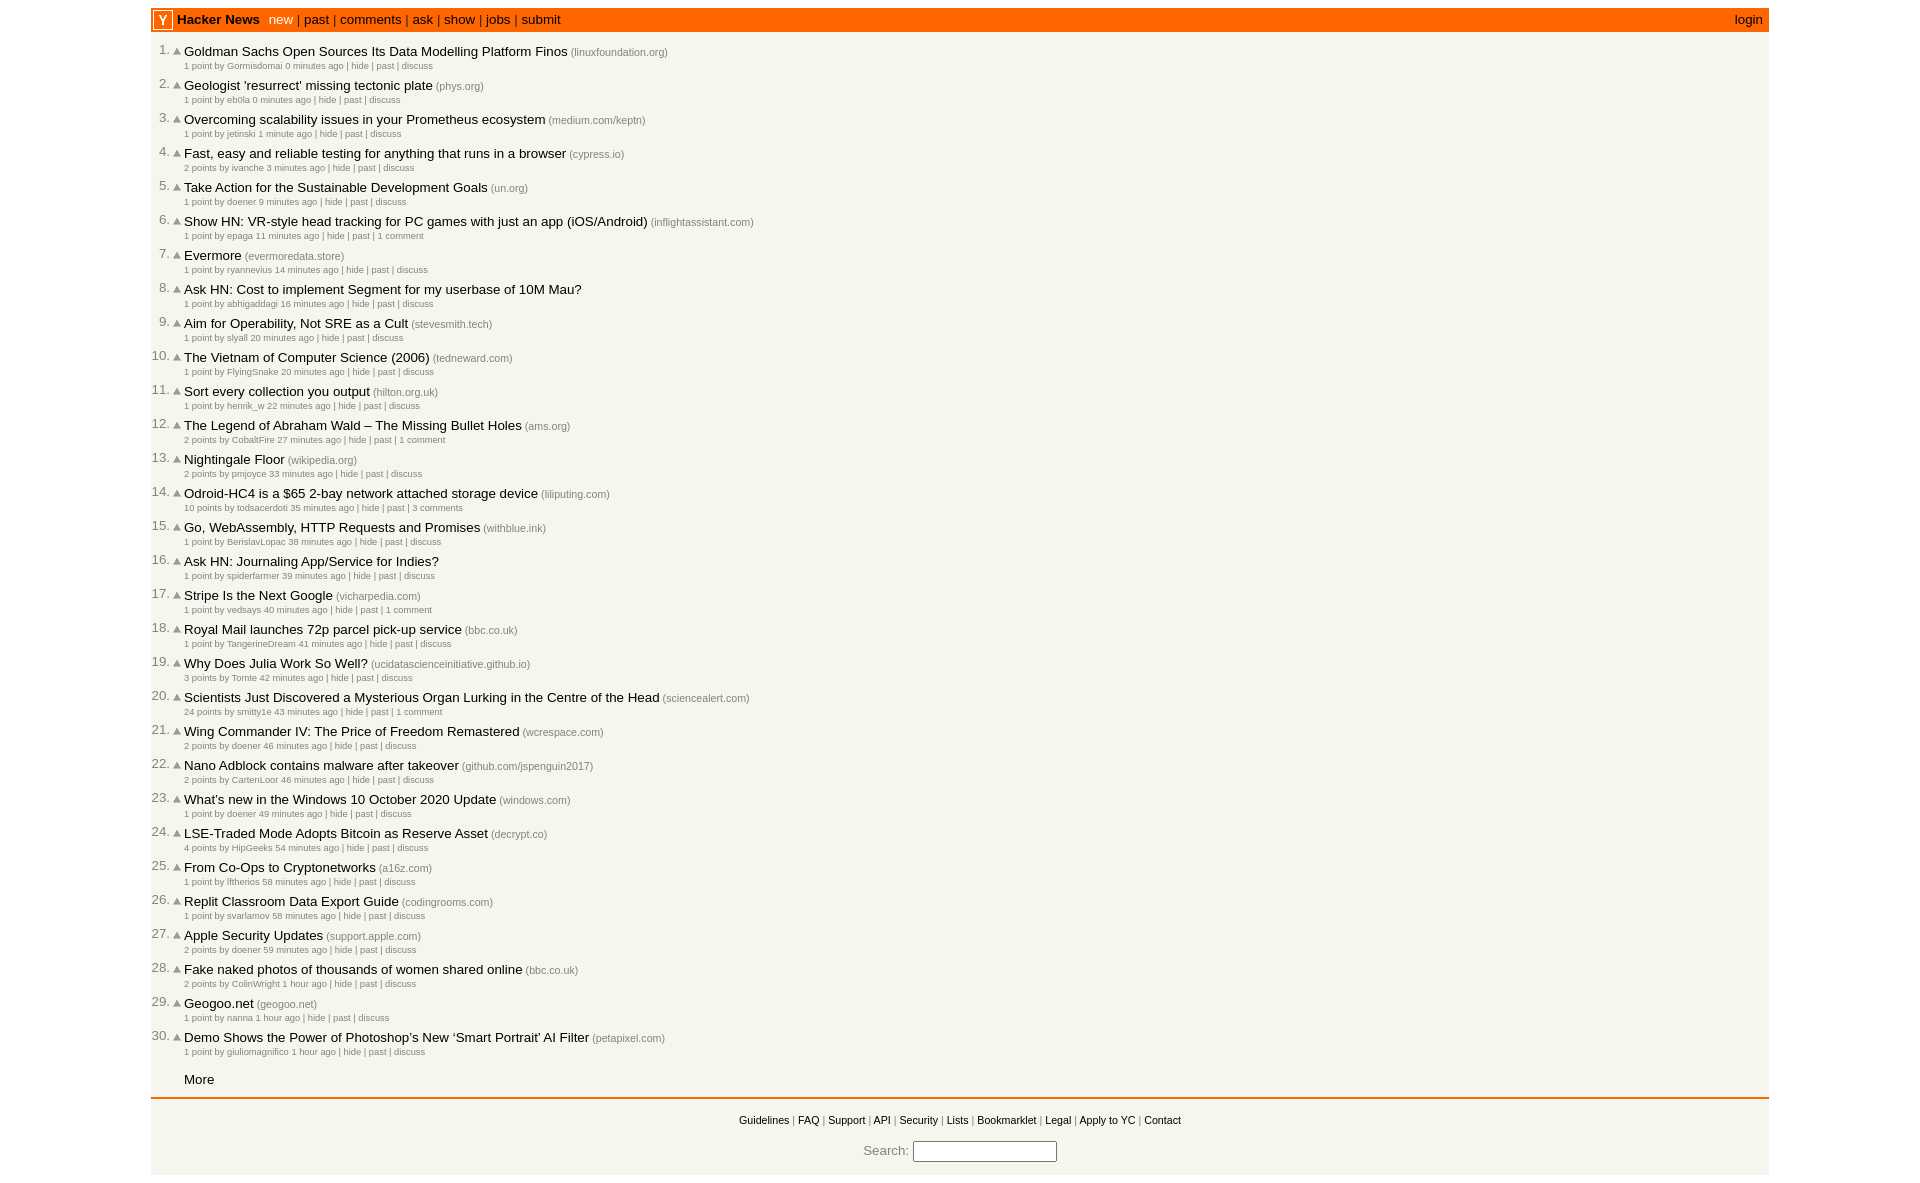 Y Hacker News new | past | comments | ask | show | jobs | submit login
1. Goldman Sachs Open Sources Its Data Modelling Platform Finos (linuxfoundation.org)
1 point by Gormisdomai 0 minutes ago | hide | past | discuss
2. Geologist 'resurrect' missing tectonic plate (phys.org)
1 point by eb0la 0 minutes ago | hide | past | discuss
3. Overcoming scalability issues in your Prometheus ecosystem (medium.com/keptn)
1 point by jetinski 1 minute ago | hide | past | discuss
4. Fast, easy and reliable testing for anything that runs in a browser (cypress.io)
2 points by ivanche 3 minutes ago | hide | past | discuss
5. Take Action for the Sustainable Development Goals (un.org)
1 point by doener 9 minutes ago | hide | past | discuss
6. Show HN: VR-style head tracking for PC games with just an app (iOS/Android) (inflightassistant.com)
1 point by epaga 11 minutes ago | hide | past | 1 comment
7. Evermore (evermoredata.store)
1 point by ryannevius 14 minutes ago | hide | past | discuss
8. Ask HN: Cost to implement Segment for my userbase of 10M Mau?
1 point by abhigaddagi 16 minutes ago | hide | past | discuss
9. Aim for Operability, Not SRE as a Cult (stevesmith.tech)
1 point by slyall 20 minutes ago | hide | past | discuss
10. The Vietnam of Computer Science (2006) (tedneward.com)
1 point by FlyingSnake 20 minutes ago | hide | past | discuss
11. Sort every collection you output (hilton.org.uk)
1 point by henrik_w 22 minutes ago | hide | past | discuss
12. The Legend of Abraham Wald – The Missing Bullet Holes (ams.org)
2 points by CobaltFire 27 minutes ago | hide | past | 1 comment
13. Nightingale Floor (wikipedia.org)
2 points by pmjoyce 33 minutes ago | hide | past | discuss
14. Odroid-HC4 is a $65 2-bay network attached storage device (liliputing.com)
10 points by todsacerdoti 35 minutes ago | hide | past | 3 comments
15. Go, WebAssembly, HTTP Requests and Promises (withblue.ink)
1 point by BerislavLopac 38 minutes ago | hide | past | discuss
16. Ask HN: Journaling App/Service for Indies?
1 point by spiderfarmer 39 minutes ago | hide | past | discuss
17. Stripe Is the Next Google (vicharpedia.com)
1 point by vedsays 40 minutes ago | hide | past | 1 comment
18. Royal Mail launches 72p parcel pick-up service (bbc.co.uk)
1 point by TangerineDream 41 minutes ago | hide | past | discuss
19. Why Does Julia Work So Well? (ucidatascienceinitiative.github.io)
3 points by Tomte 42 minutes ago | hide | past | discuss
20. Scientists Just Discovered a Mysterious Organ Lurking in the Centre of the Head (sciencealert.com)
24 points by smitty1e 43 minutes ago | hide | past | 1 comment
21. Wing Commander IV: The Price of Freedom Remastered (wcrespace.com)
2 points by doener 46 minutes ago | hide | past | discuss
22. Nano Adblock contains malware after takeover (github.com/jspenguin2017)
2 points by CartenLoor 46 minutes ago | hide | past | discuss
23. What's new in the Windows 10 October 2020 Update (windows.com)
1 point by doener 49 minutes ago | hide | past | discuss
24. LSE-Traded Mode Adopts Bitcoin as Reserve Asset (decrypt.co)
4 points by HipGeeks 54 minutes ago | hide | past | discuss
25. From Co-Ops to Cryptonetworks (a16z.com)
1 point by lftherios 58 minutes ago | hide | past | discuss
26. Replit Classroom Data Export Guide (codingrooms.com)
1 point by svarlamov 58 minutes ago | hide | past | discuss
27. Apple Security Updates (support.apple.com)
2 points by doener 59 minutes ago | hide | past | discuss
28. Fake naked photos of thousands of women shared online (bbc.co.uk)
2 points by ColinWright 1 hour ago | hide | past | discuss
29. Geogoo.net (geogoo.net)
1 point by nanna 1 hour ago | hide | past | discuss
30. Demo Shows the Power of Photoshop’s New ‘Smart Portrait’ AI Filter (petapixel.com)
1 point by giuliomagnifico 1 hour ago | hide | past | discuss
More
Guidelines | FAQ | Support | API | Security | Lists | Bookmarklet | Legal | Apply to YC | Contact
Search: